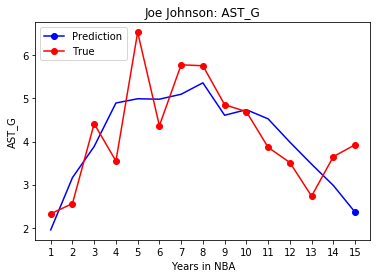 Joe Johnson: AST_G
Prediction
True
AST_G
6
5
4
3
2
1 2 3 4 5 6 7 8 9 10 11 12 13 14 15
Years in NBA